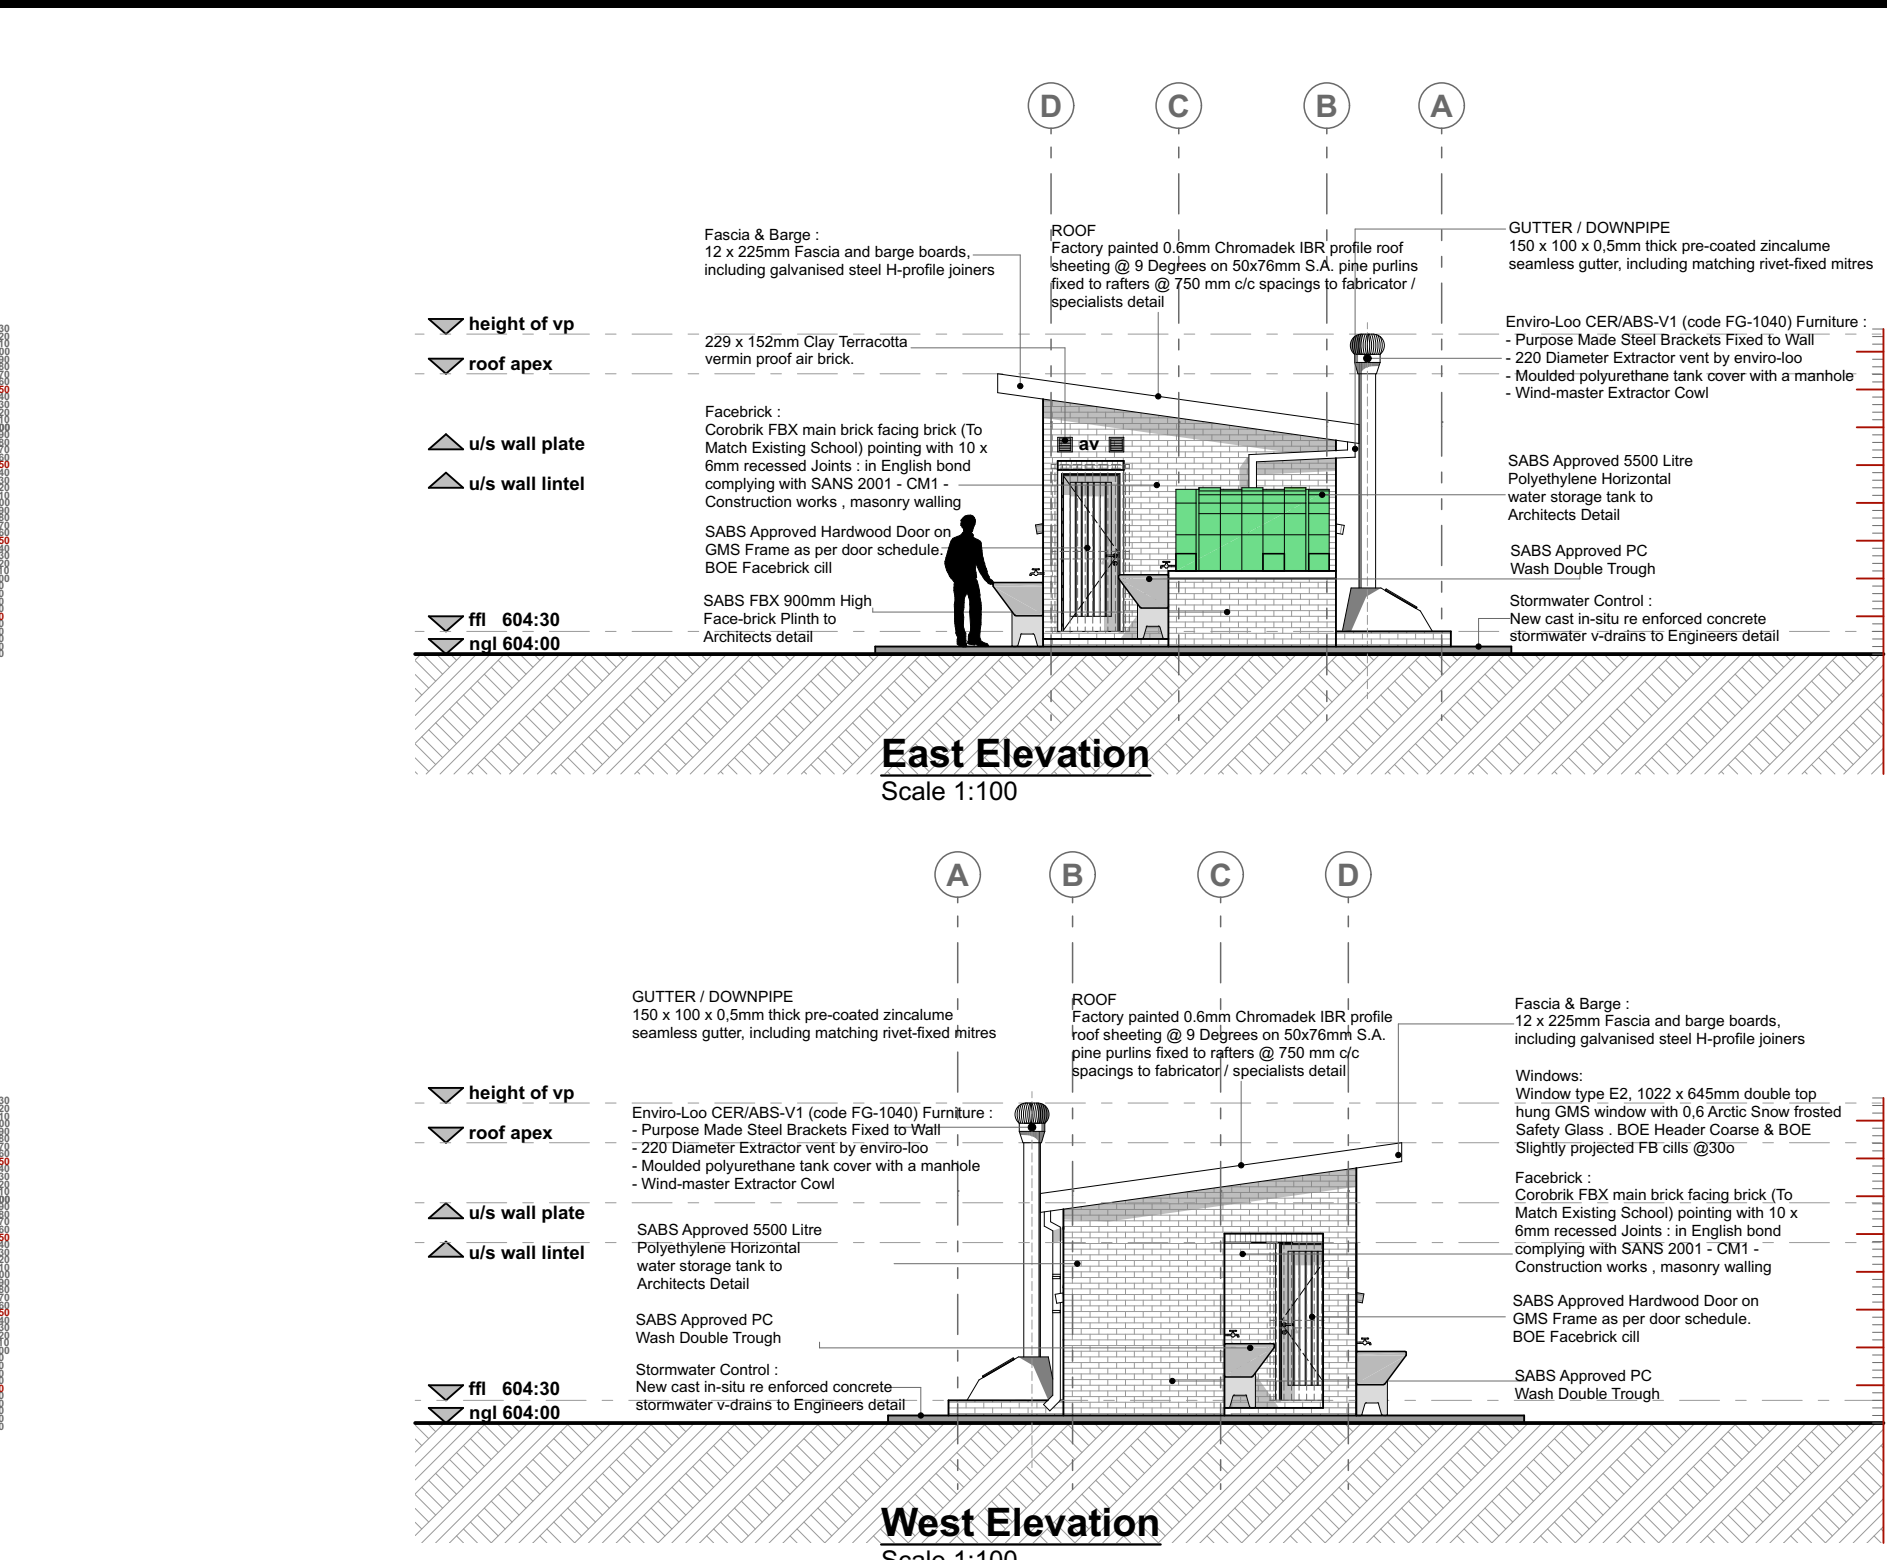 D
C
B
A
Fascia & Barge :
12 x 225mm Fascia and barge boards,
including galvanised steel H-profile joiners
ROOF
Factory painted 0.6mm Chromadek IBR profile roof
sheeting @ 9 Degrees on 50x76mm S.A. pine purlins
fixed to rafters @ 750 mm c/c spacings to fabricator /
specialists detail
GUTTER / DOWNPIPE
150 x 100 x 0,5mm thick pre-coated zincalume
seamless gutter, including matching rivet-fixed mitres
height of vp
roof apex
u/s wall plate
u/s wall lintel
ffl 604:30
ngl 604:00
229 x 152mm Clay Terracotta
vermin proof air brick.
Facebrick :
Corobrik FBX main brick facing brick (To
Match Existing School) pointing with 10 x
6mm recessed Joints : in English bond
complying with SANS 2001 - CM1 -
Construction works , masonry walling
SABS Approved Hardwood Door on
GMS Frame as per door schedule.
BOE Facebrick cill
SABS FBX 900mm High
Face-brick Plinth to
Architects detail
av
Enviro-Loo CER/ABS-V1 (code FG-1040) Furniture :
- Purpose Made Steel Brackets Fixed to Wall
- 220 Diameter Extractor vent by enviro-loo
- Moulded polyurethane tank cover with a manhole
- Wind-master Extractor Cowl
SABS Approved 5500 Litre
Polyethylene Horizontal
water storage tank to
Architects Detail
SABS Approved PC
Wash Double Trough
Stormwater Control :
New cast in-situ re enforced concrete
stormwater v-drains to Engineers detail
East Elevation
Scale 1:100
A
B
C
D
GUTTER / DOWNPIPE
150 x 100 x 0,5mm thick pre-coated zincalume
seamless gutter, including matching rivet-fixed mitres
ROOF
Factory painted 0.6mm Chromadek IBR profile
roof sheeting @ 9 Degrees on 50x76mm S.A.
pine purlins fixed to rafters @ 750 mm c/c
spacings to fabricator / specialists detail
Fascia & Barge :
12 x 225mm Fascia and barge boards,
including galvanised steel H-profile joiners
height of vp
roof apex
u/s wall plate
u/s wall lintel
ffl 604:30
ngl 604:00
Enviro-Loo CER/ABS-V1 (code FG-1040) Furniture :
- Purpose Made Steel Brackets Fixed to Wall
- 220 Diameter Extractor vent by enviro-loo
- Moulded polyurethane tank cover with a manhole
- Wind-master Extractor Cowl
SABS Approved 5500 Litre
Polyethylene Horizontal
water storage tank to
Architects Detail
SABS Approved PC
Wash Double Trough
Stormwater Control :
New cast in-situ re enforced concrete
stormwater v-drains to Engineers detail
Windows:
Window type E2, 1022 x 645mm double top
hung GMS window with 0,6 Arctic Snow frosted
Safety Glass . BOE Header Coarse & BOE
Slightly projected FB cills @30o
Facebrick :
Corobrik FBX main brick facing brick (To
Match Existing School) pointing with 10 x
6mm recessed Joints : in English bond
complying with SANS 2001 - CM1 -
Construction works , masonry walling
SABS Approved Hardwood Door on
GMS Frame as per door schedule.
BOE Facebrick cill
SABS Approved PC
Wash Double Trough
West Elevation
Scale 1:100